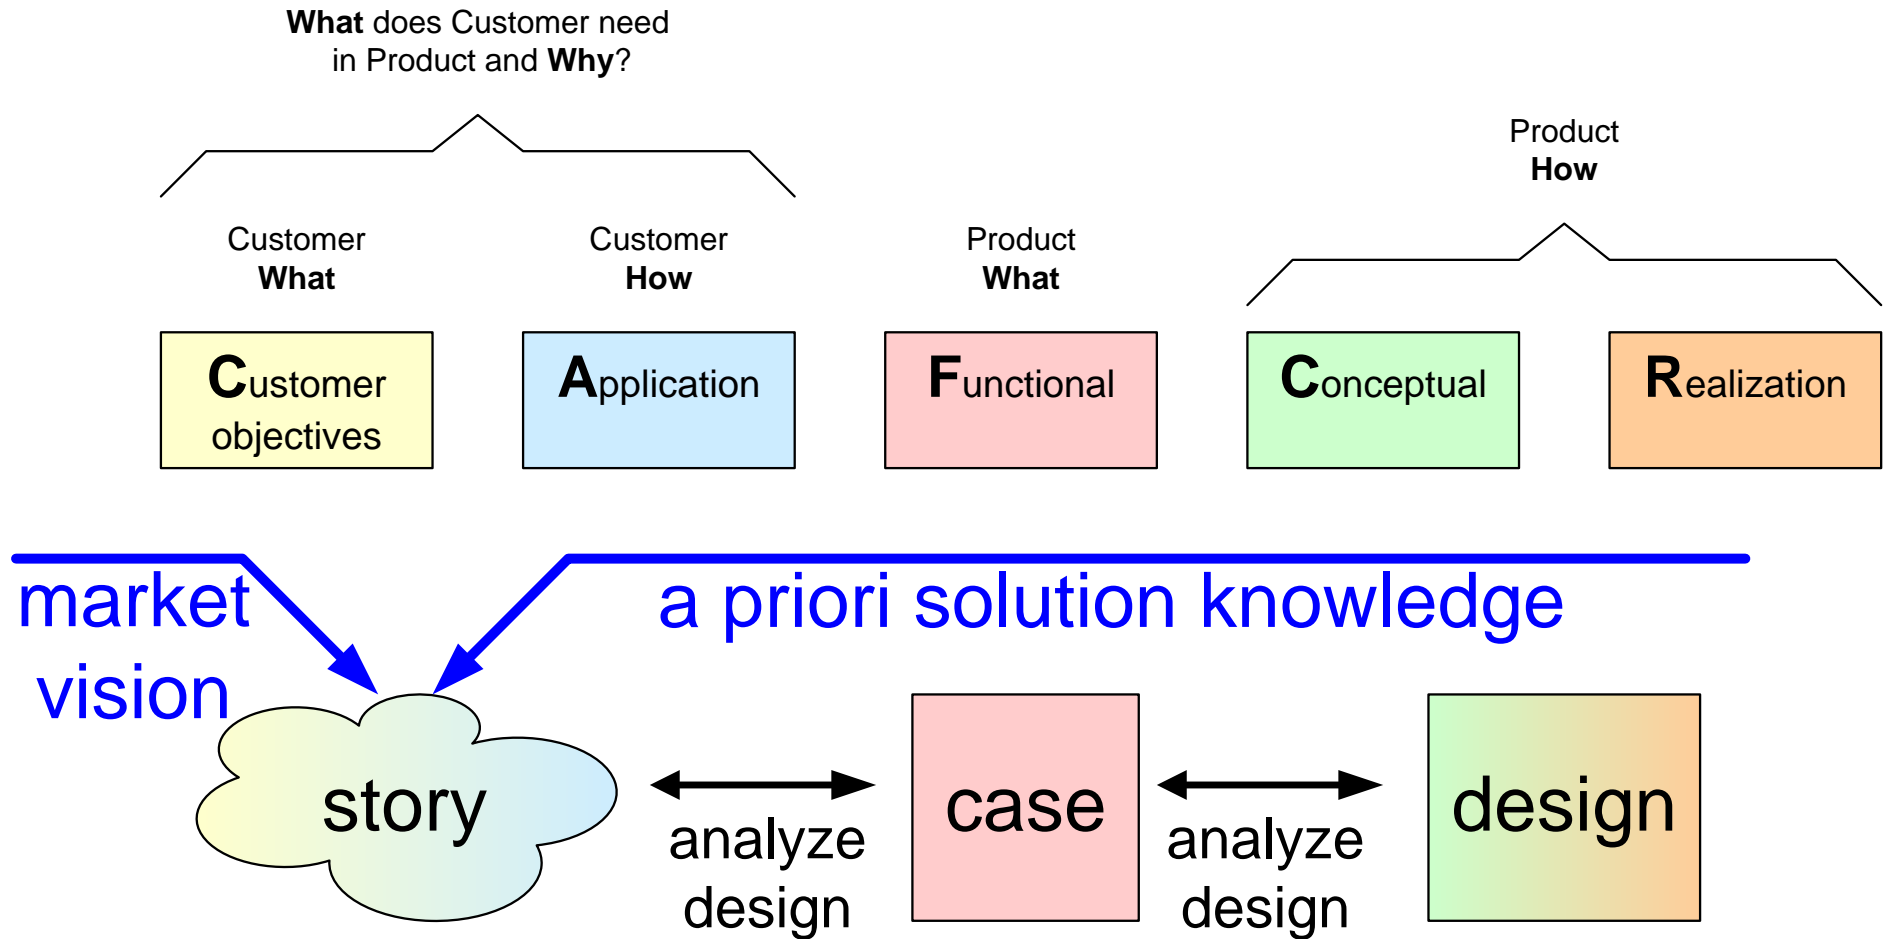 What does Customer need
in Product and Why?
Product
How
Customer
What
Customer
How
Product
What
Customer
objectives
Application
Functional
Conceptual
Realization
market
vision
a priori solution knowledge
story
analyze
design
case
analyze
design
design